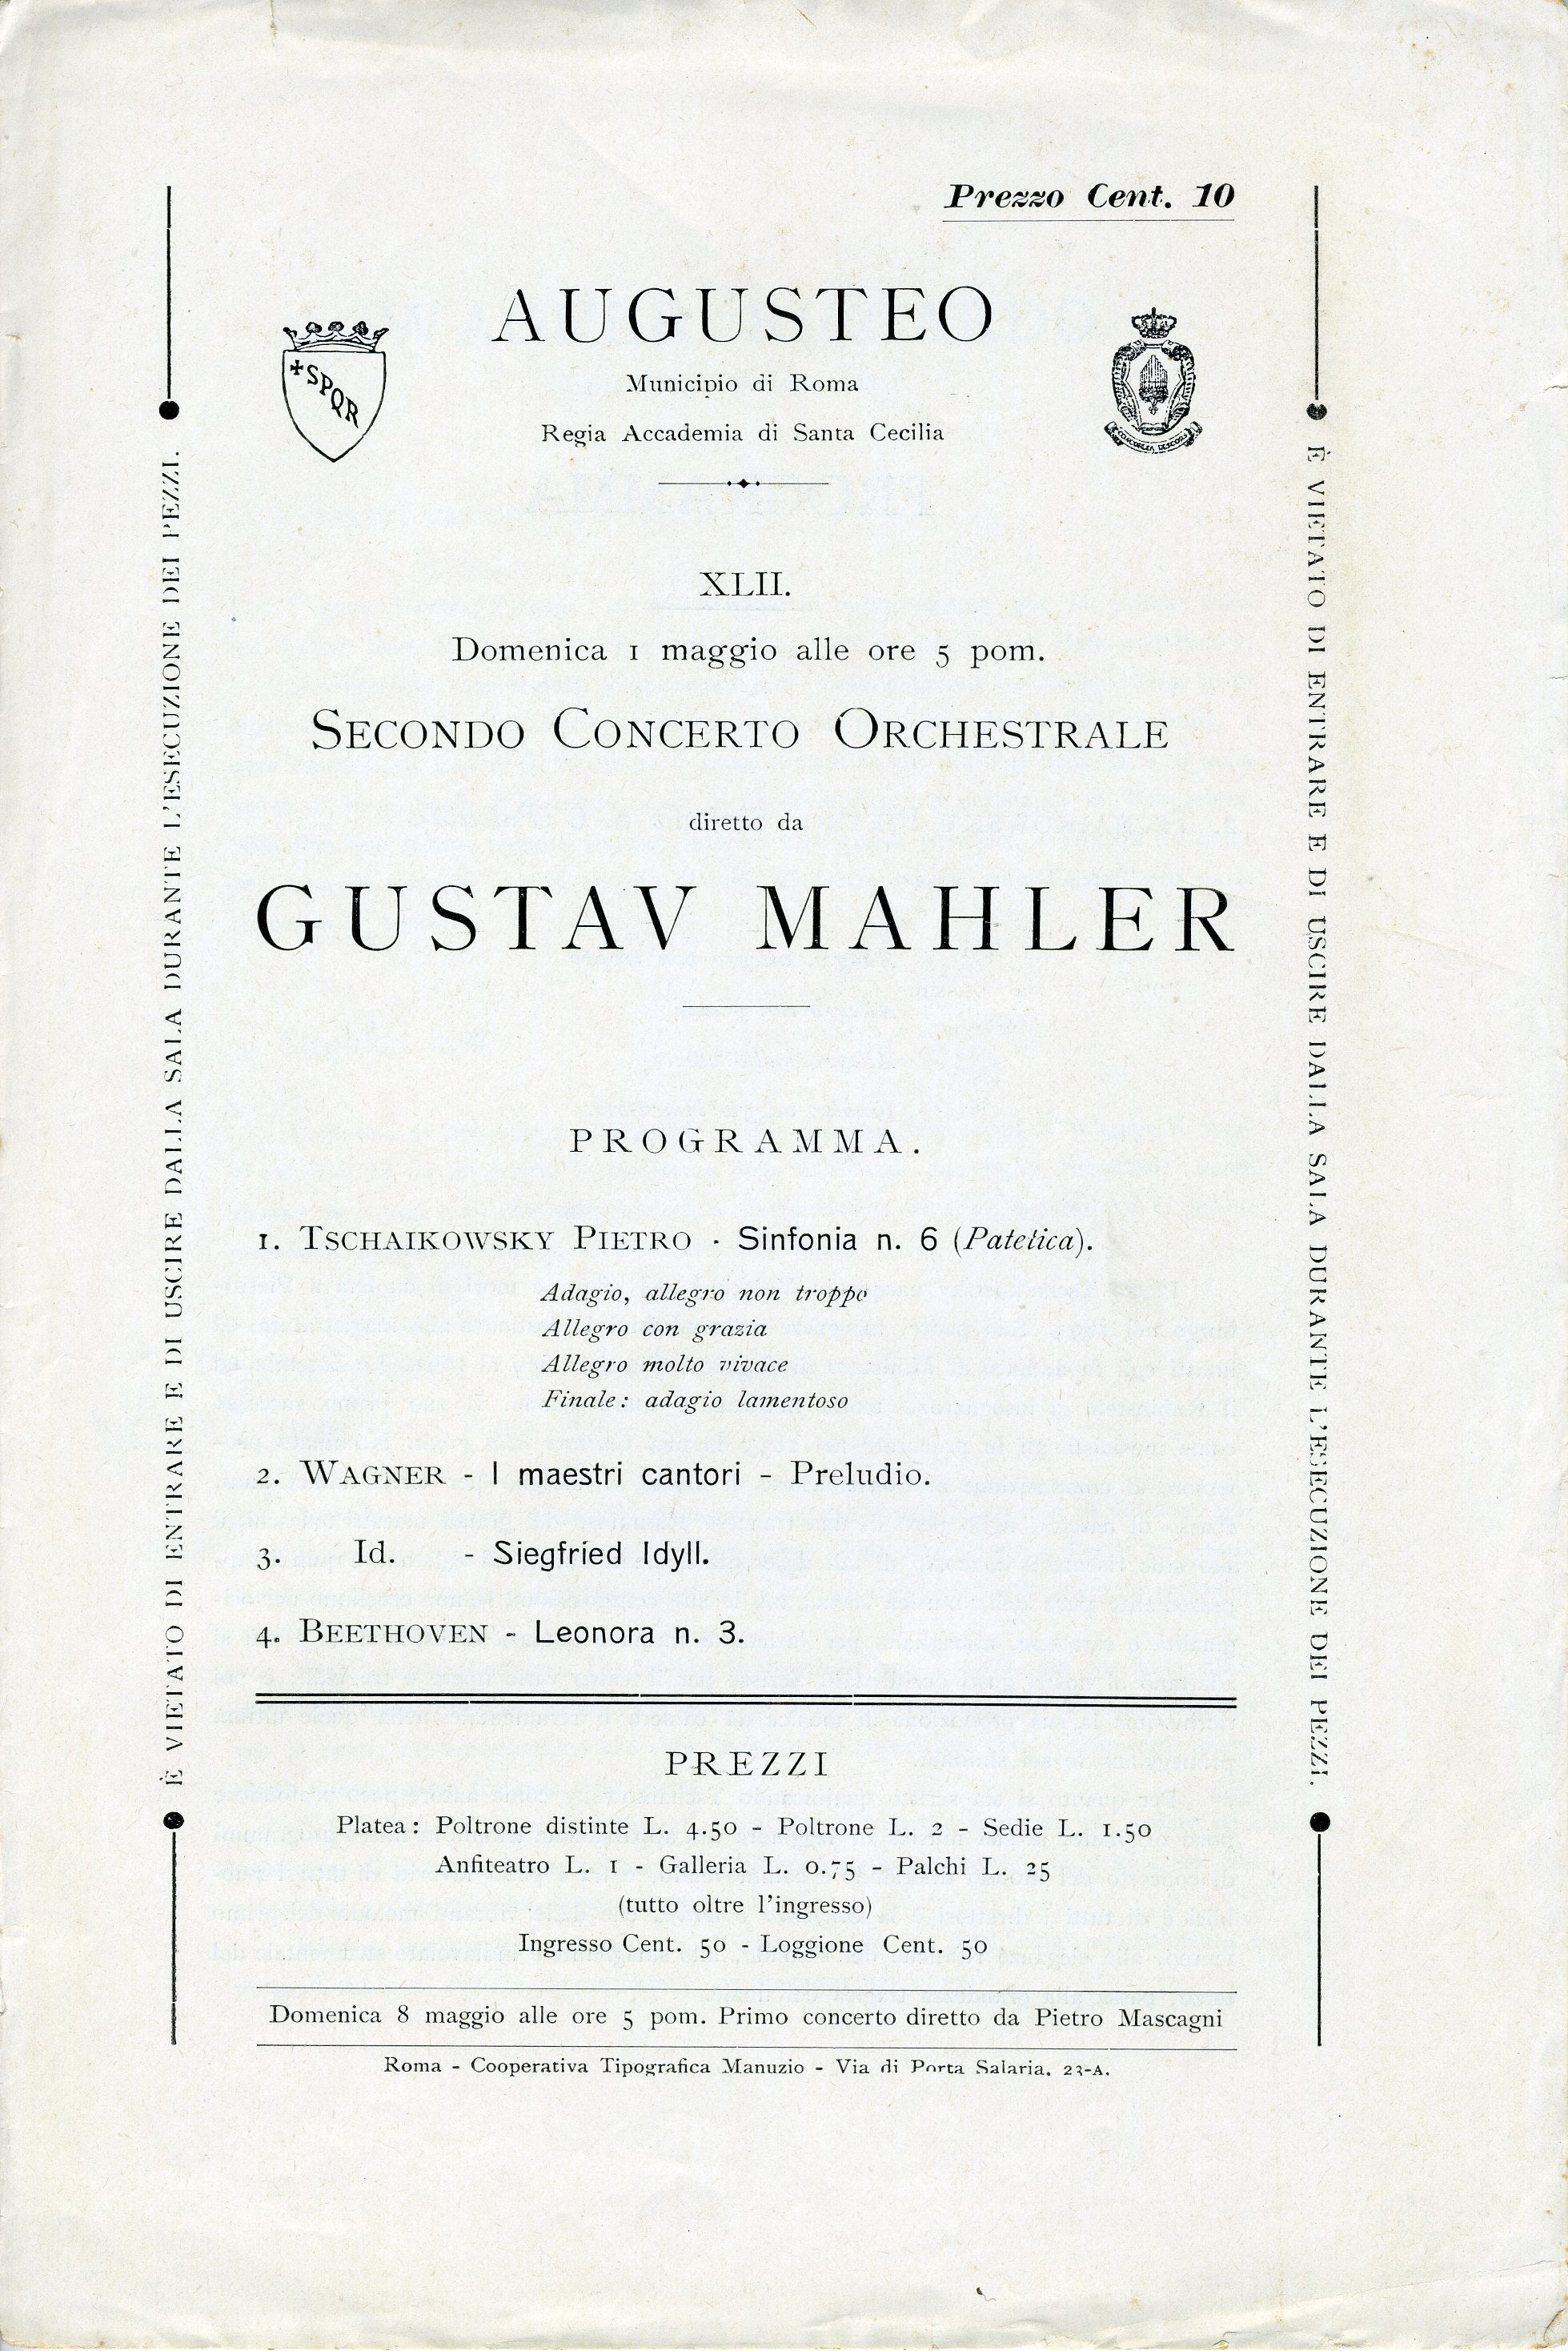 Prezzo Cent. 10
AUGUSTEO
+SPQR
Municipio di Roma
Regia Accademia di Santa Cecilia
XLII.
Domenica 1 maggio alle ore 5 pom.
SECONDO CONCERTO ORCHESTRALE
diretto da
GUSTAV MAHLER
PROGRAMMA.
1. TSCHAIKOWSKY PIETRO · Sinfonia n. 6 (Patetica).
Adagio, allegro non troppo
Allegro con grazia
Allegro molto vivace
Finale: adagio lamentoso
2. WAGNER - I maestri cantori - Preludio.
3. Id. - Siegfried Idyll.
4. BEETHOVEN - Leonora n. 3.
PREZZI
Platea: Poltrone distinte L. 4.50 - Poltrone L. 2 - Sedie L. 1.50
Anfiteatro L. 1 - Galleria L. 0.75 - Palchi L. 25
(tutto oltre l'ingresso)
Ingresso Cent. 50 - Loggione Cent. 50
Domenica 8 maggio alle ore 5 pom. Primo concerto diretto da Pietro Mascagni
Roma - Cooperativa Tipografica Manuzio - Via di Porta Salaria, 23-A.
È VIETATO DI ENTRARE E DI USCIRE DALLA SALA DURANTE L'ESECUZIONE DEI PEZZI.
È VIETATO DI ENTRARE E DI USCIRE DALLA SALA DURANTE L'ESECUZIONE DEI PEZZI.